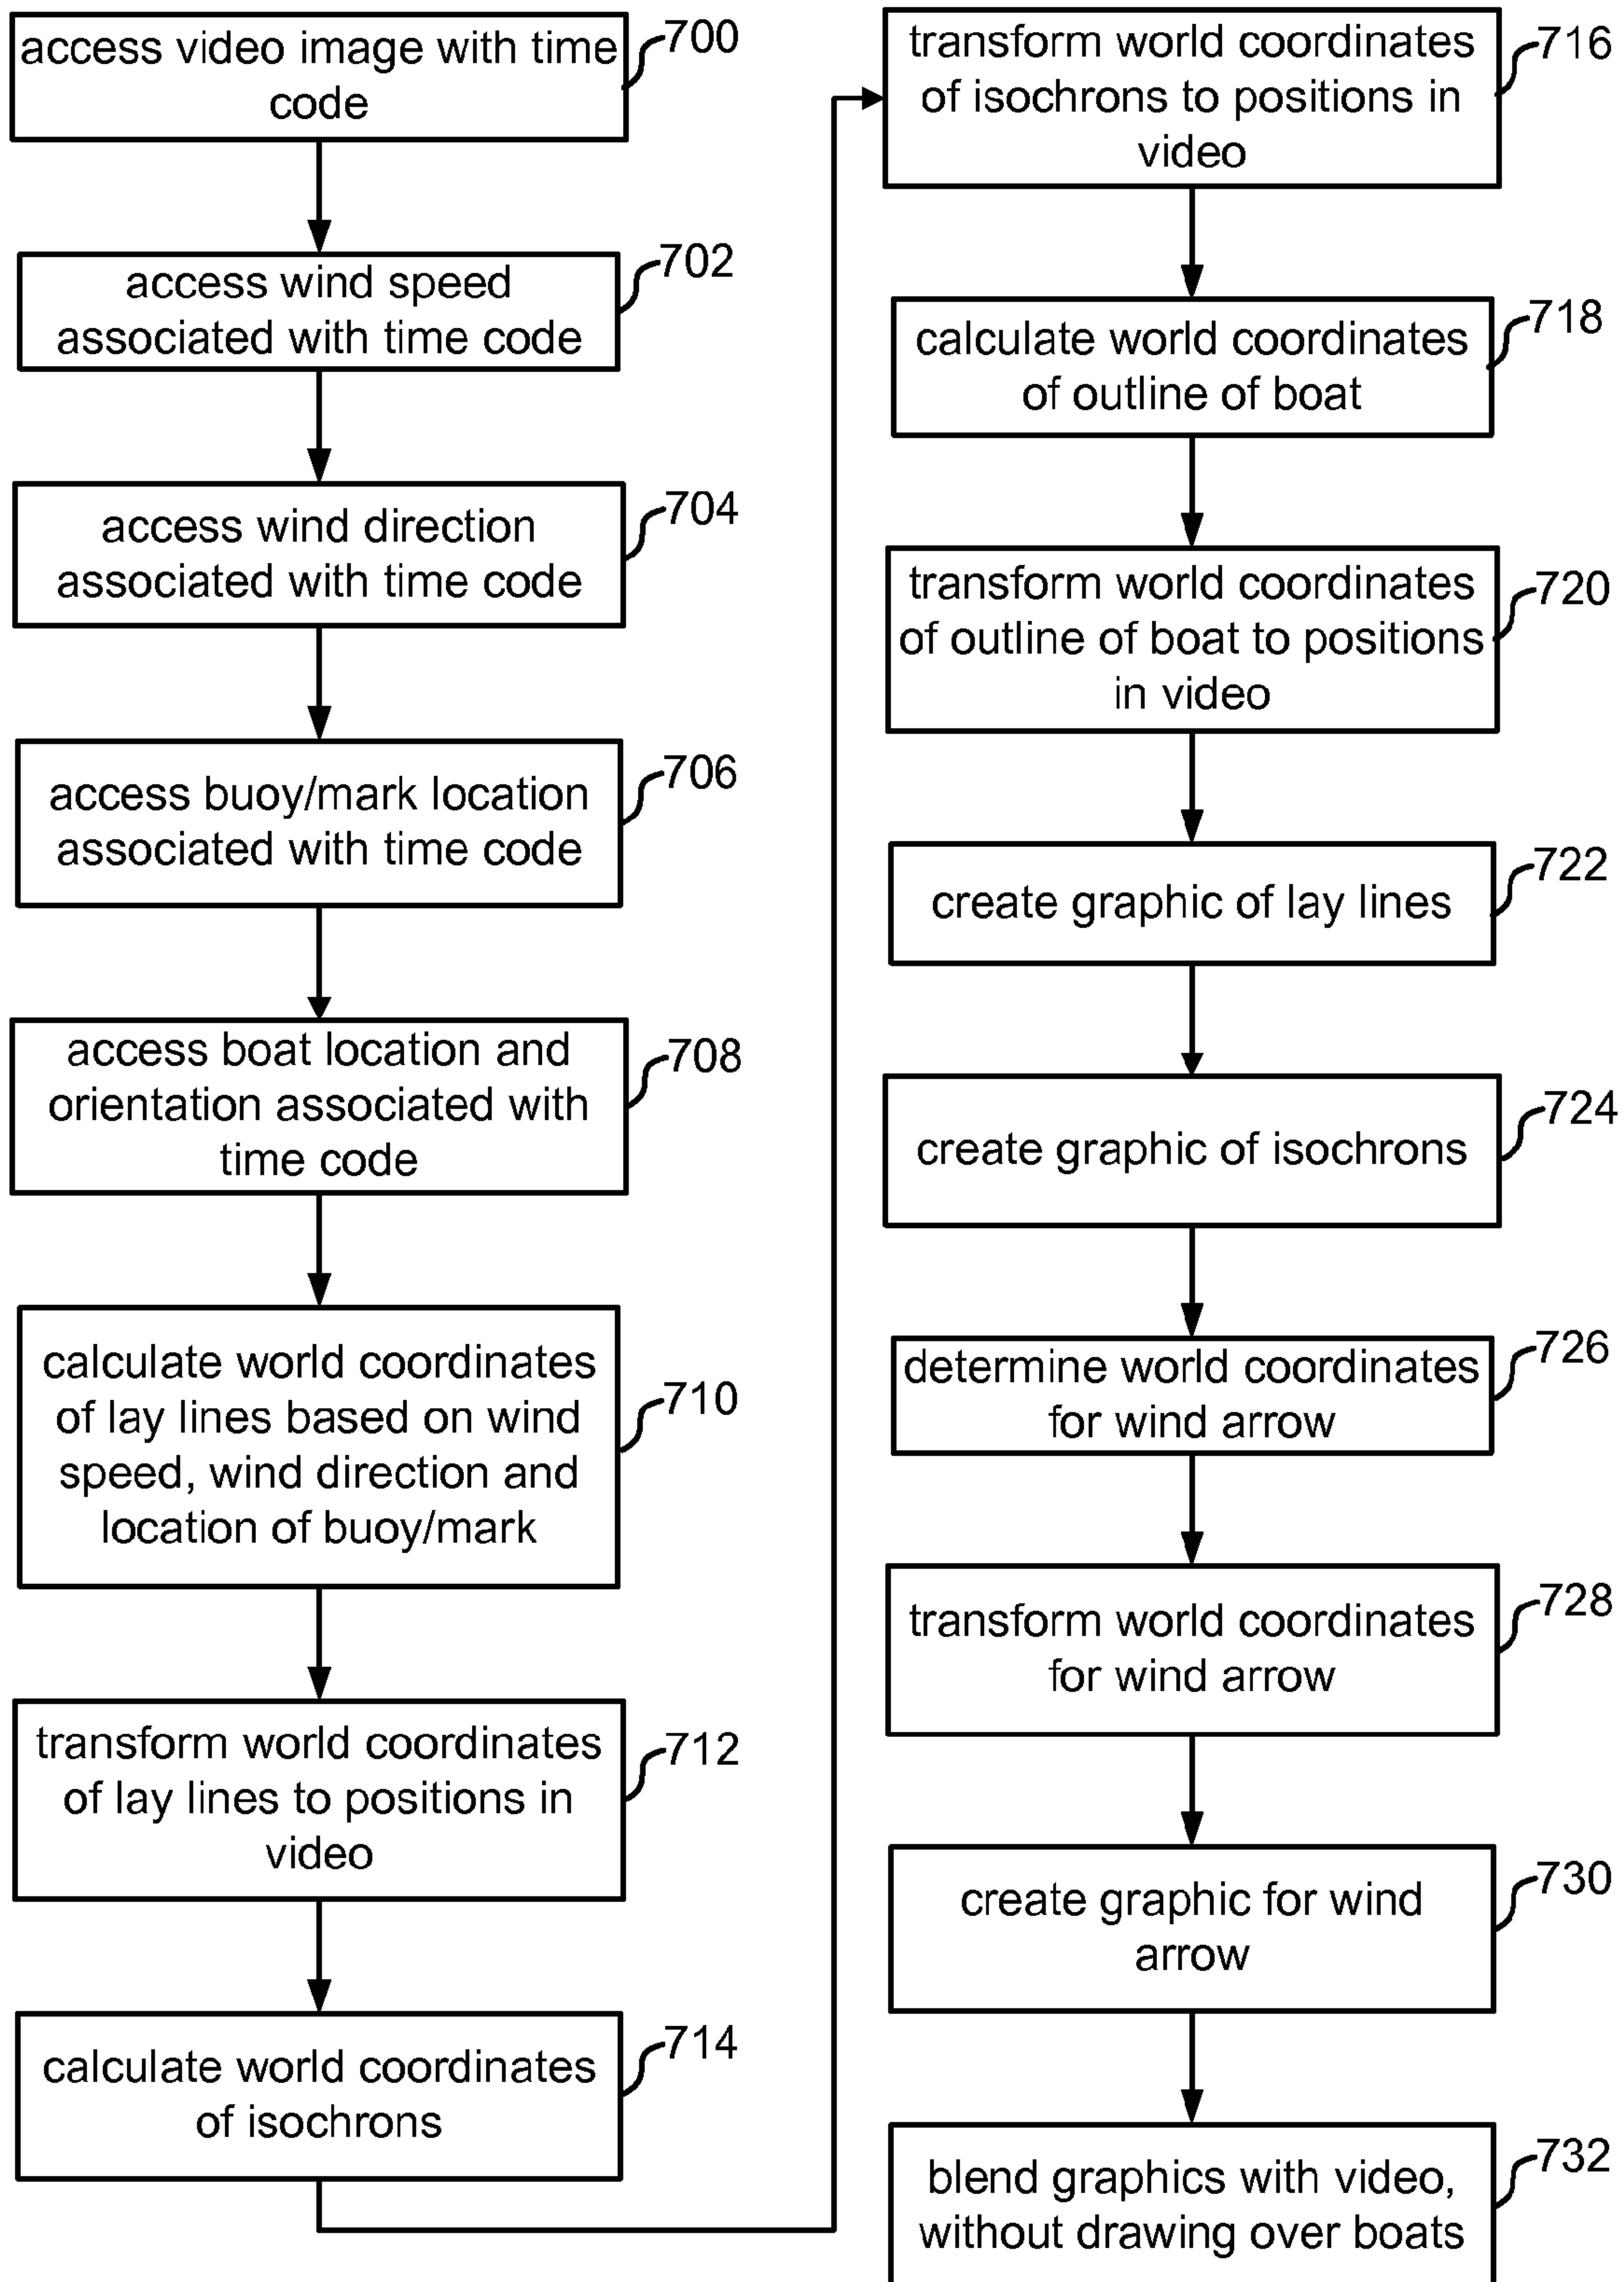 access video image with time
code
700
access wind speed
associated with time code
702
access wind direction
associated with time code
704
access buoy/mark location
associated with time code
706
access boat location and
orientation associated with
time code
708
calculate world coordinates
of lay lines based on wind
speed, wind direction and
location of buoy/mark
710
transform world coordinates
of lay lines to positions in
video
712
calculate world coordinates
of isochrons
714
transform world coordinates
of isochrons to positions in
video
716
calculate world coordinates
of outline of boat
718
transform world coordinates
of outline of boat to positions
in video
720
create graphic of lay lines
722
create graphic of isochrons
724
determine world coordinates
for wind arrow
726
transform world coordinates
for wind arrow
728
create graphic for wind
arrow
730
blend graphics with video,
without drawing over boats
732